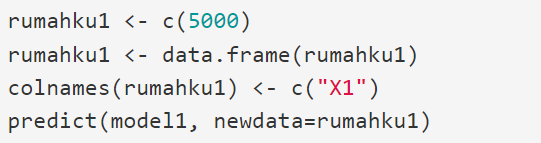 rumahku1 <- c(5000)
rumahku1 <- data.frame(rumahku1)
colnames(rumahku1) <- c("X1")
predict(model1, newdata=rumahku1)